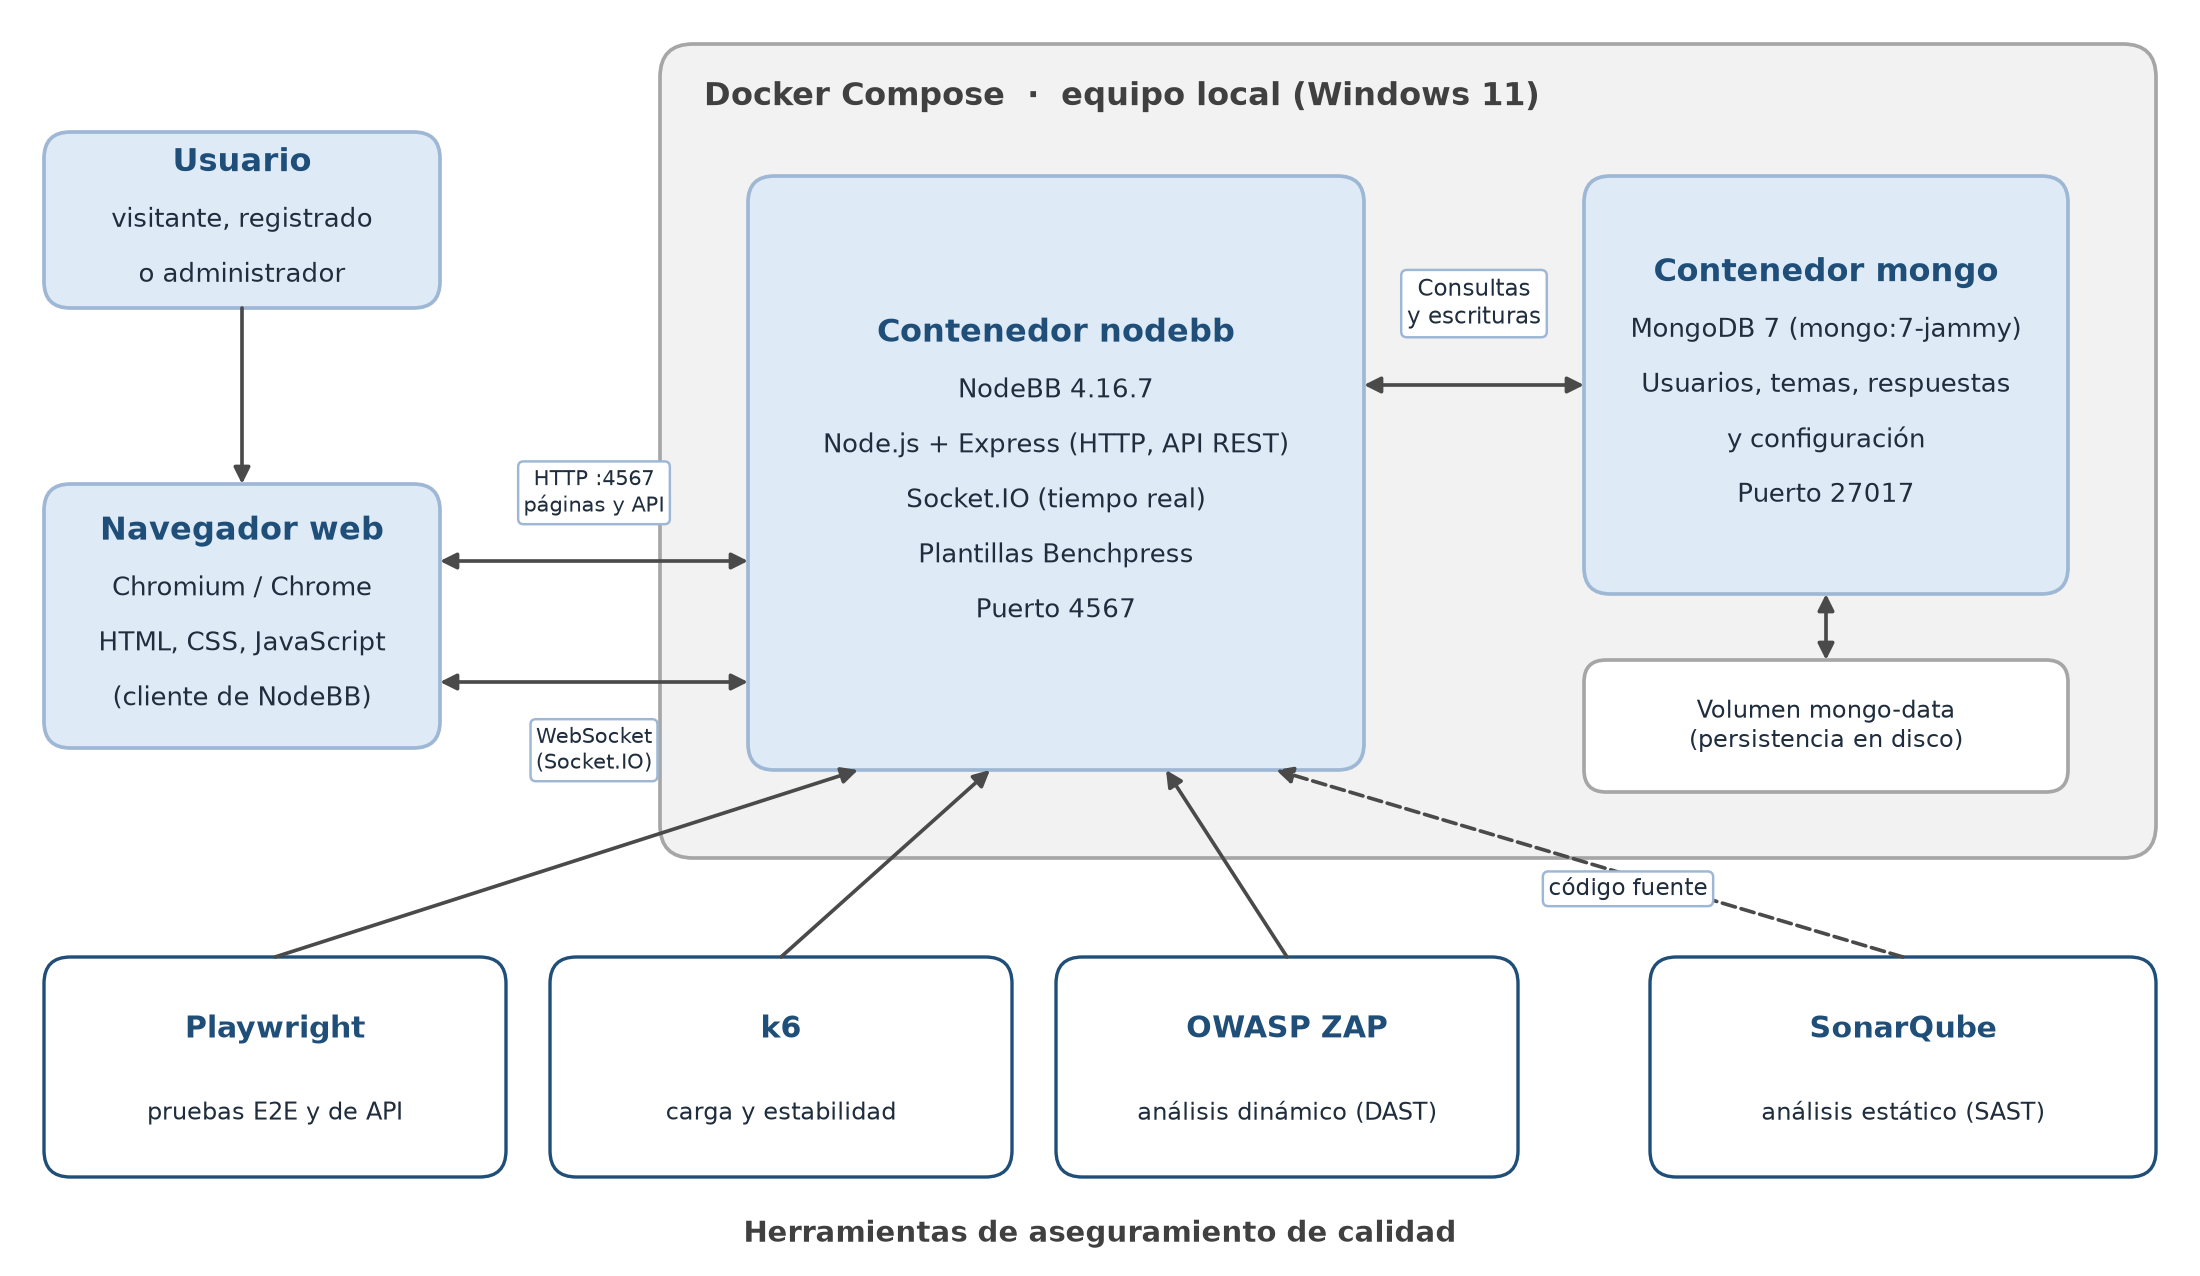 Docker Compose · equipo local (Windows 11)
Usuario
visitante, registrado
o administrador
Navegador web
Chromium / Chrome
HTML, CSS, JavaScript
(cliente de NodeBB)
HTTP :4567
páginas y API
WebSocket
(Socket.IO)
Contenedor nodebb
NodeBB 4.16.7
Node.js + Express (HTTP, API REST)
Socket.IO (tiempo real)
Plantillas Benchpress
Puerto 4567
Consultas
y escrituras
Contenedor mongo
MongoDB 7 (mongo:7-jammy)
Usuarios, temas, respuestas
y configuración
Puerto 27017
Volumen mongo-data
(persistencia en disco)
código fuente
Playwright
pruebas E2E y de API
k6
carga y estabilidad
OWASP ZAP
análisis dinámico (DAST)
SonarQube
análisis estático (SAST)
Herramientas de aseguramiento de calidad